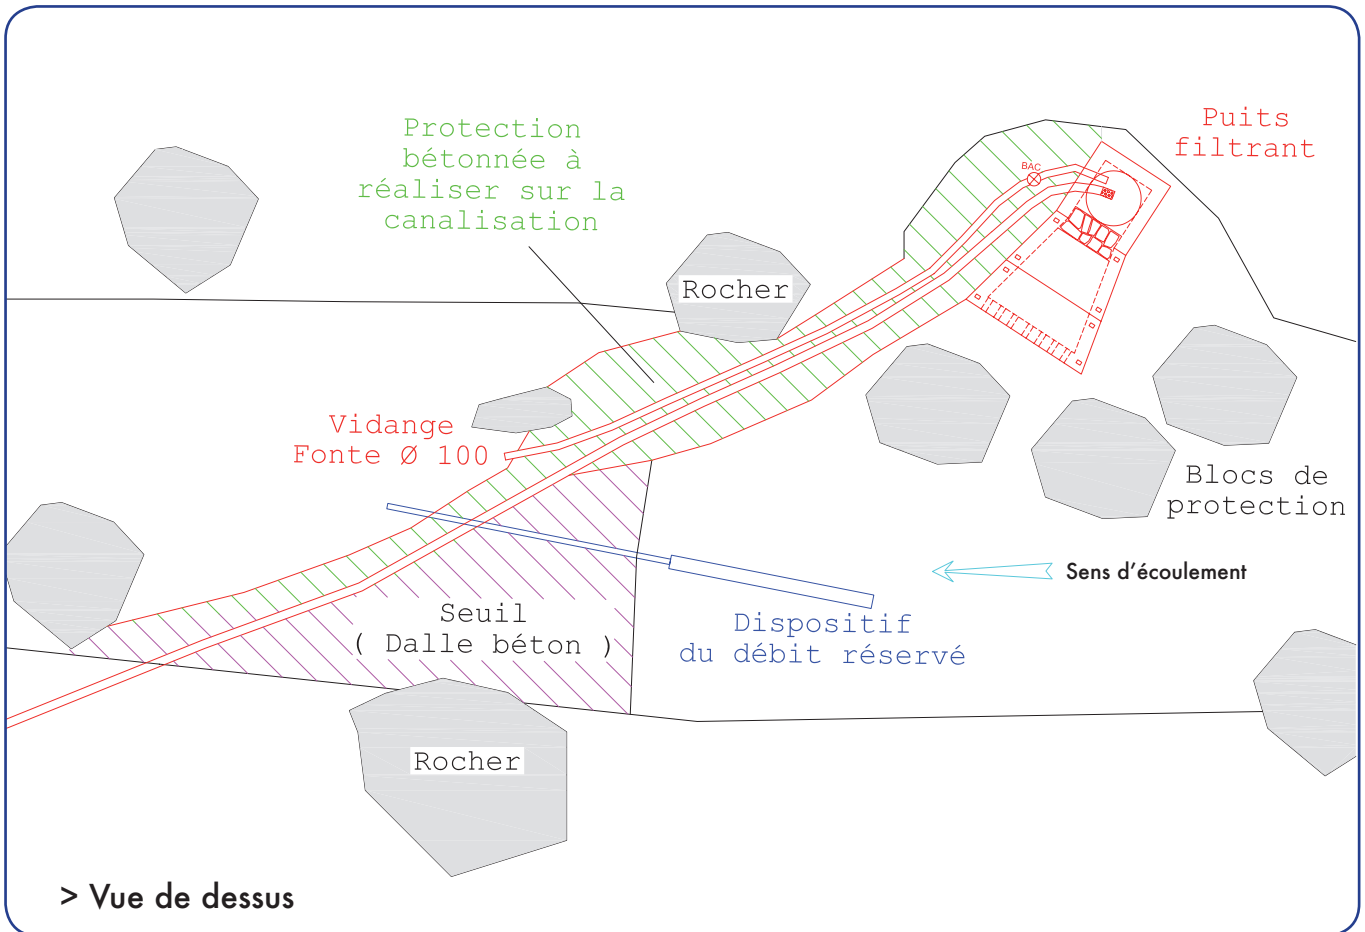 Protection
bétonnée à
réaliser sur la
canalisation
Puits
filtrant
BAC
Rocher
Vidange
Fonte Ø 100
Blocs de
protection
Sens d'écoulement
Seuil
( Dalle béton )
Dispositif
du débit réservé
Rocher
> Vue de dessus